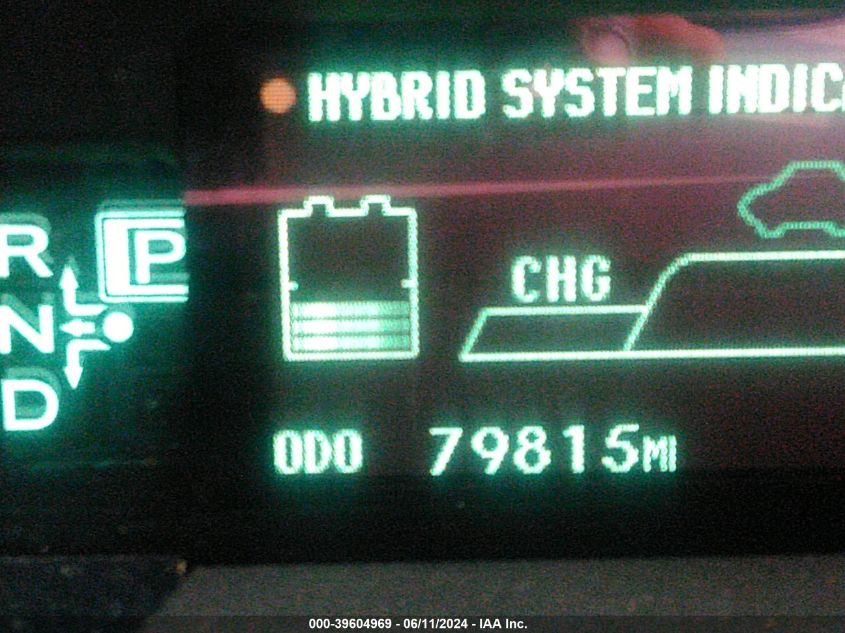 HYBRID SYSTEM INDIC
R
P
N
D
CHG
ODO 79815MI
000-39604969 - 06/11/2024 - IAA Inc.